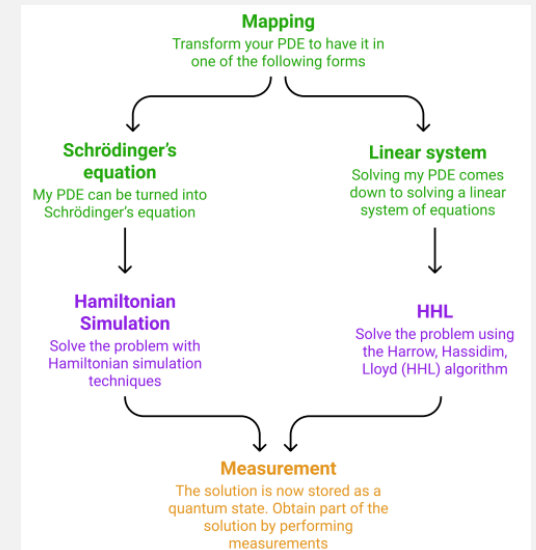 Mapping
Transform your PDE to have it in
one of the following forms
Schrödinger's
equation
My PDE can be turned into
Schrödinger's equation
Linear system
Solving my PDE comes
down to solving a linear
system of equations
Hamiltonian
Simulation
Solve the problem with
Hamiltonian simulation
techniques
HHL
Solve the problem using
the Harrow, Hassidim,
Lloyd (HHL) algorithm
Measurement
The solution is now stored as a
quantum state. Obtain part of the
solution by performing
measurements